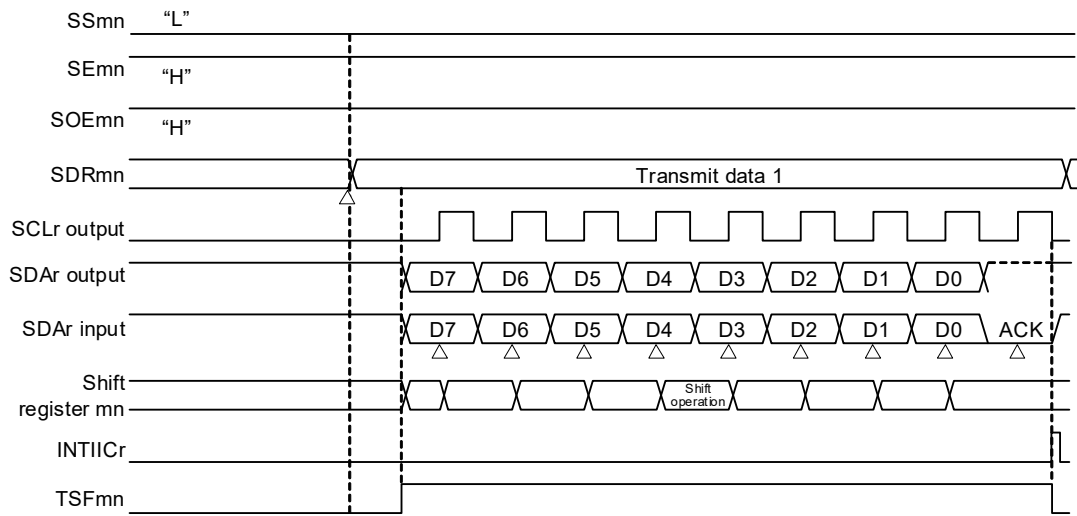 SSmn “L”
SEmn “H”
SOEmn “H”
SDRmn Transmit data 1
SCLr output
SDAr output D7 D6 D5 D4 D3 D2 D1 D0
SDAr input D7 D6 D5 D4 D3 D2 D1 D0 ACK
Shift
register mn
Shift
operation
INTIICr
TSFmn